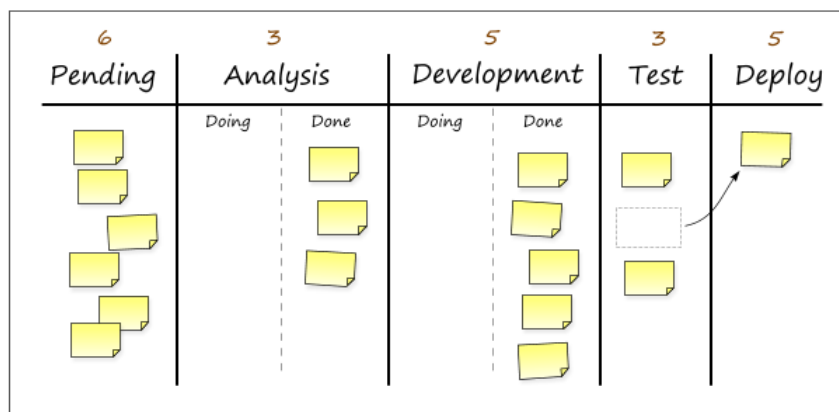 6 3 5 3 5
Pending Analysis Development Test Deploy
Doing Done Doing Done